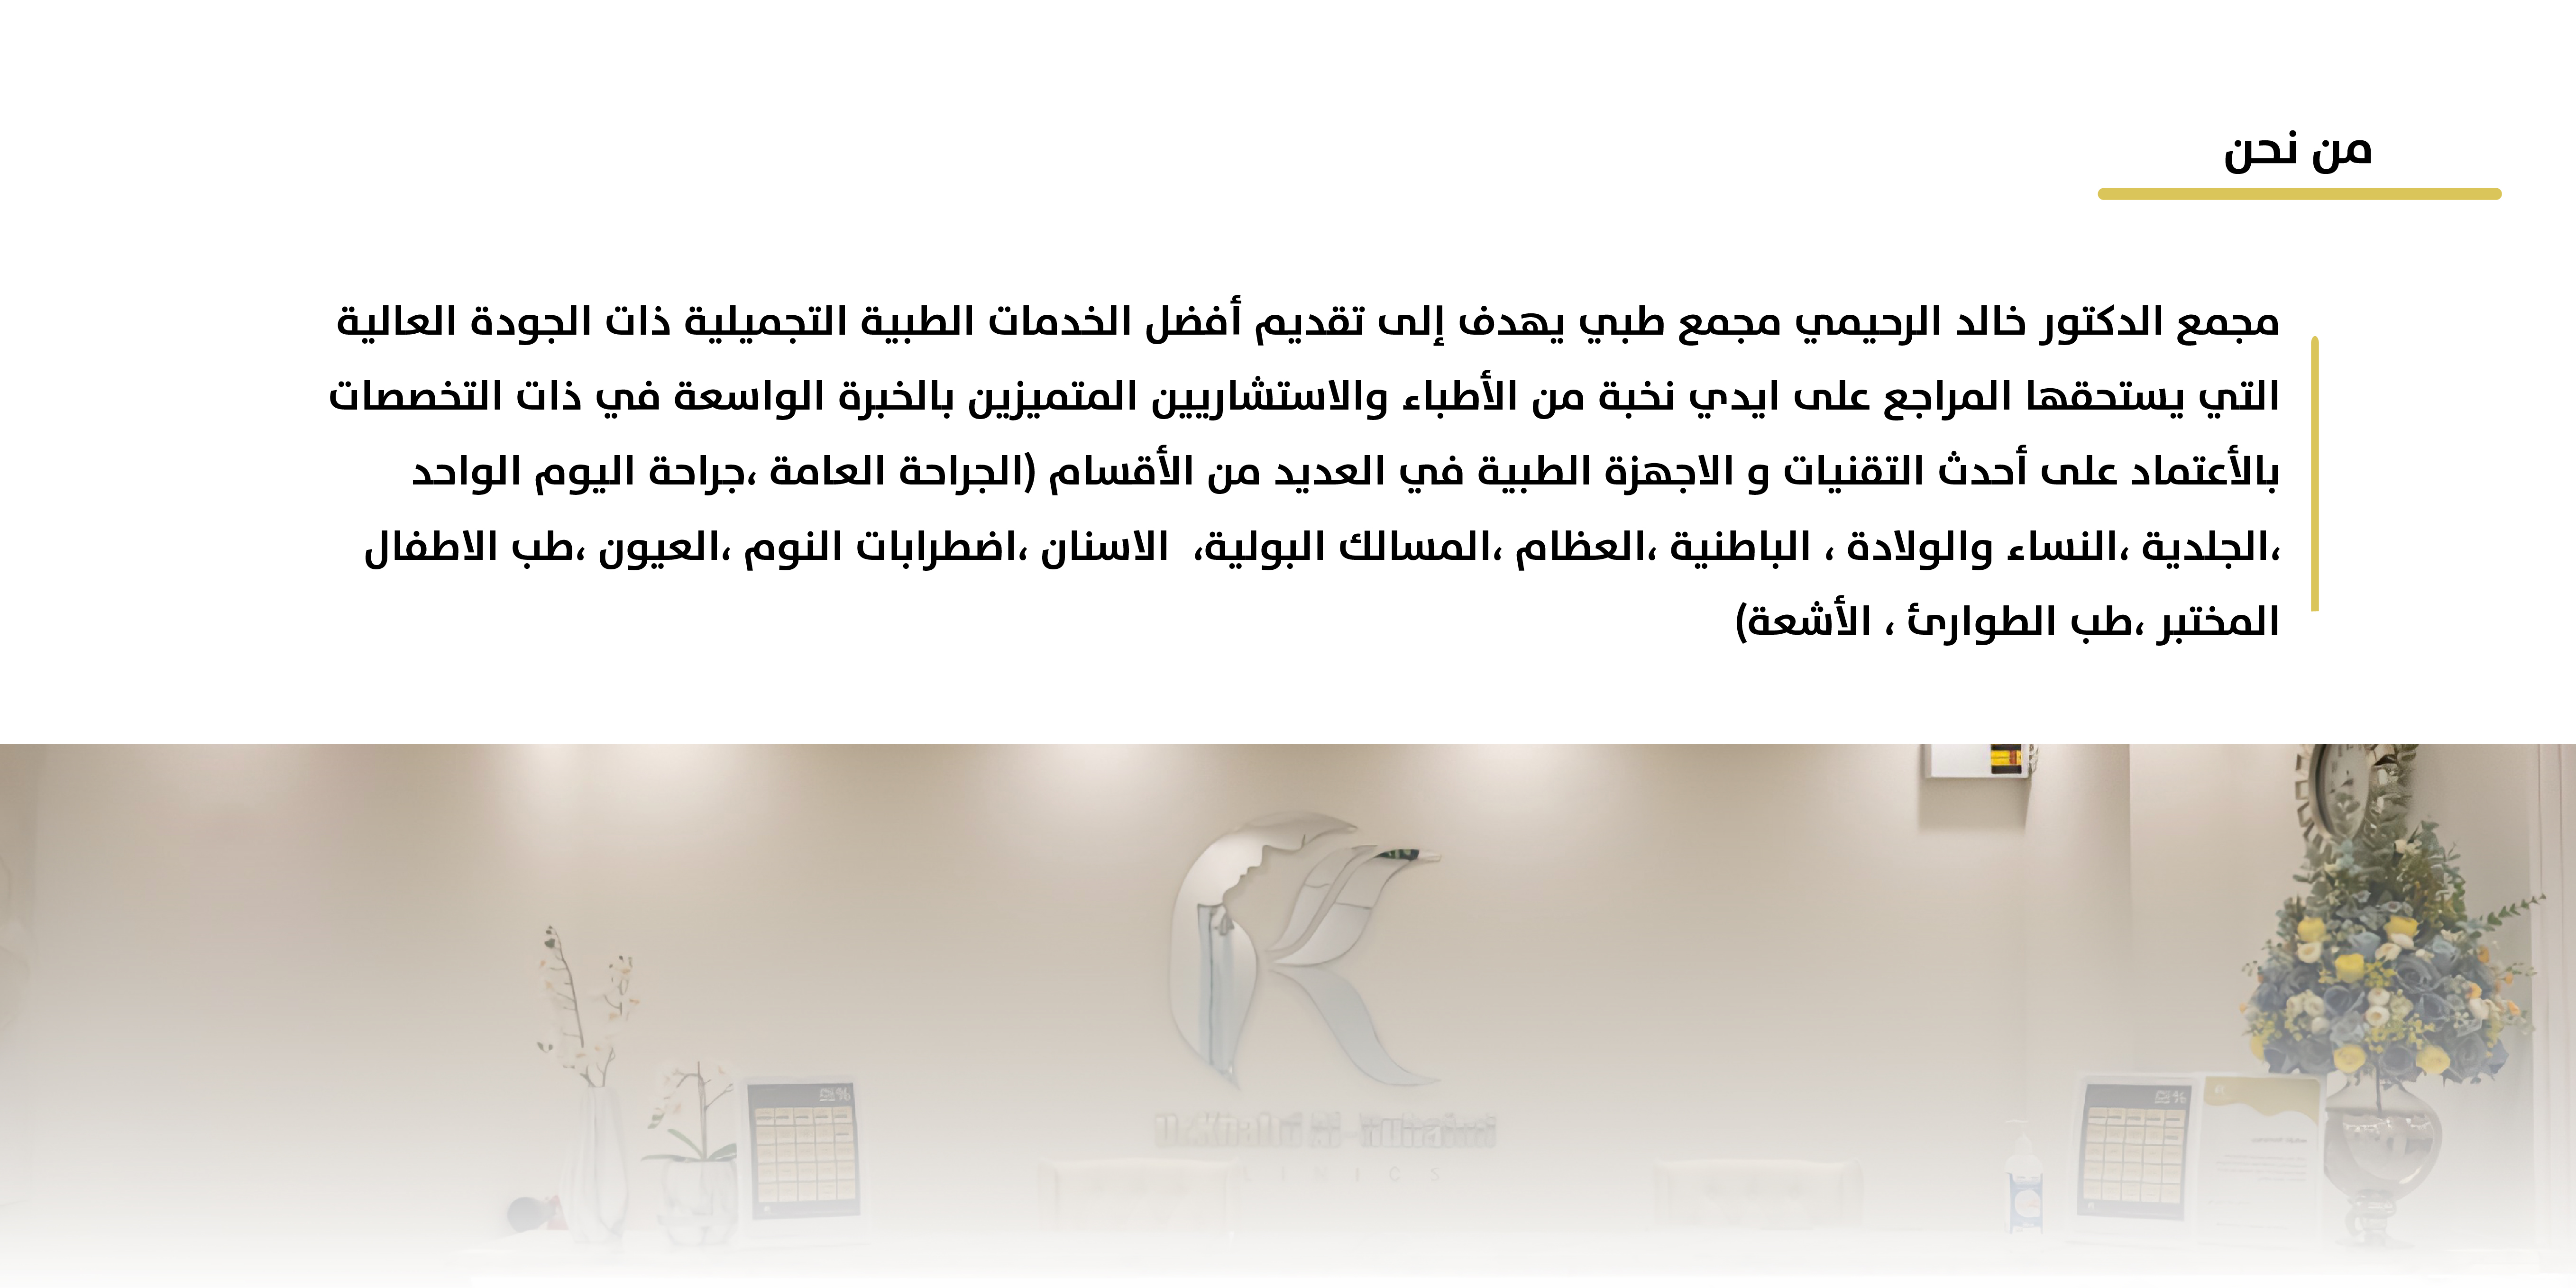 من نحن
مجمع الدكتور خالد الرحيمي مجمع طبي يهدف إلى تقديم أفضل الخدمات الطبية التجميلية ذات الجودة العالية
التي يستحقها المراجع على ايدي نخبة من الأطباء والاستشاريين المتميزين بالخبرة الواسعة في ذات التخصصات
بالأعتماد على أحدث التقنيات و الاجهزة الطبية في العديد من الأقسام (الجراحة العامة ،جراحة اليوم الواحد
،الجلدية ،النساء والولادة ، الباطنية ،العظام ،المسالك البولية،  الاسنان ،اضطرابات النوم ،العيون ،طب الاطفال
المختبر ،طب الطوارئ ، الأشعة)